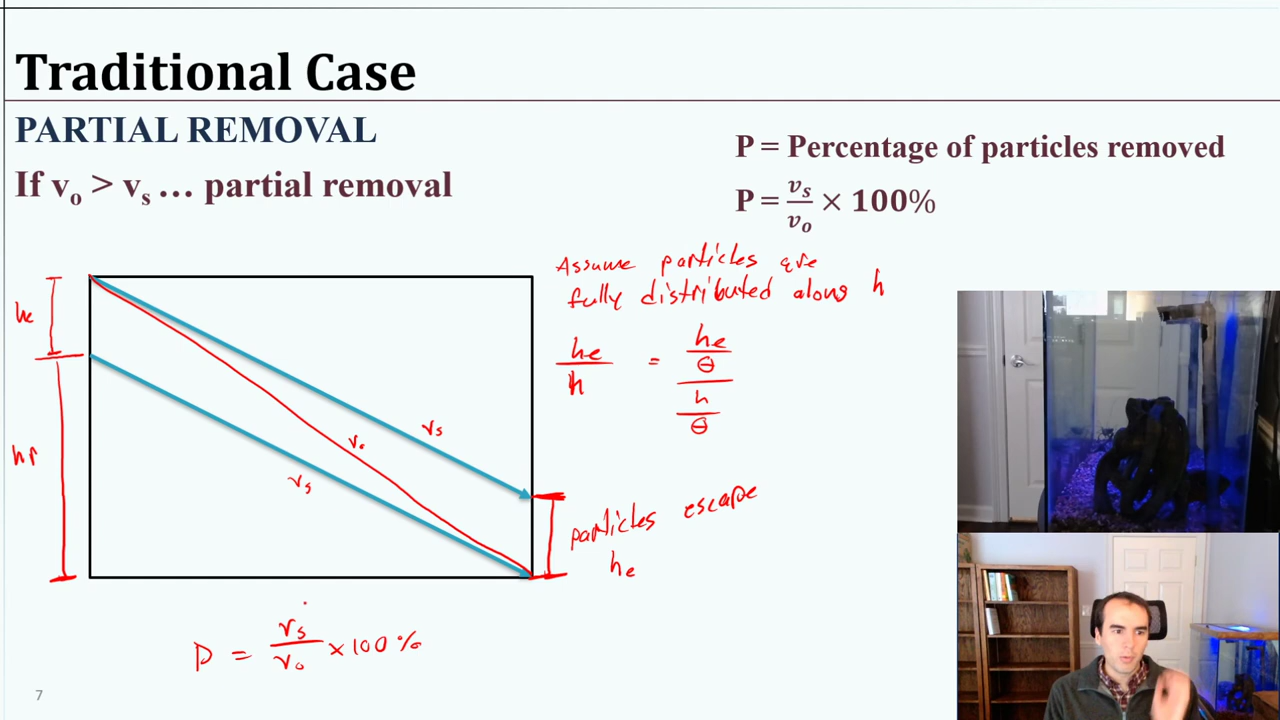 Traditional Case
PARTIAL REMOVAL
If vₒ > vₛ … partial removal
P = Percentage of particles removed
P = vₛ/vₒ × 100%
Assume particles are
fully distributed along h
he/h = (he/θ)/(h/θ)
he
hr
vs
vo
vs
particles escape
he
P = vs/vo × 100%
7